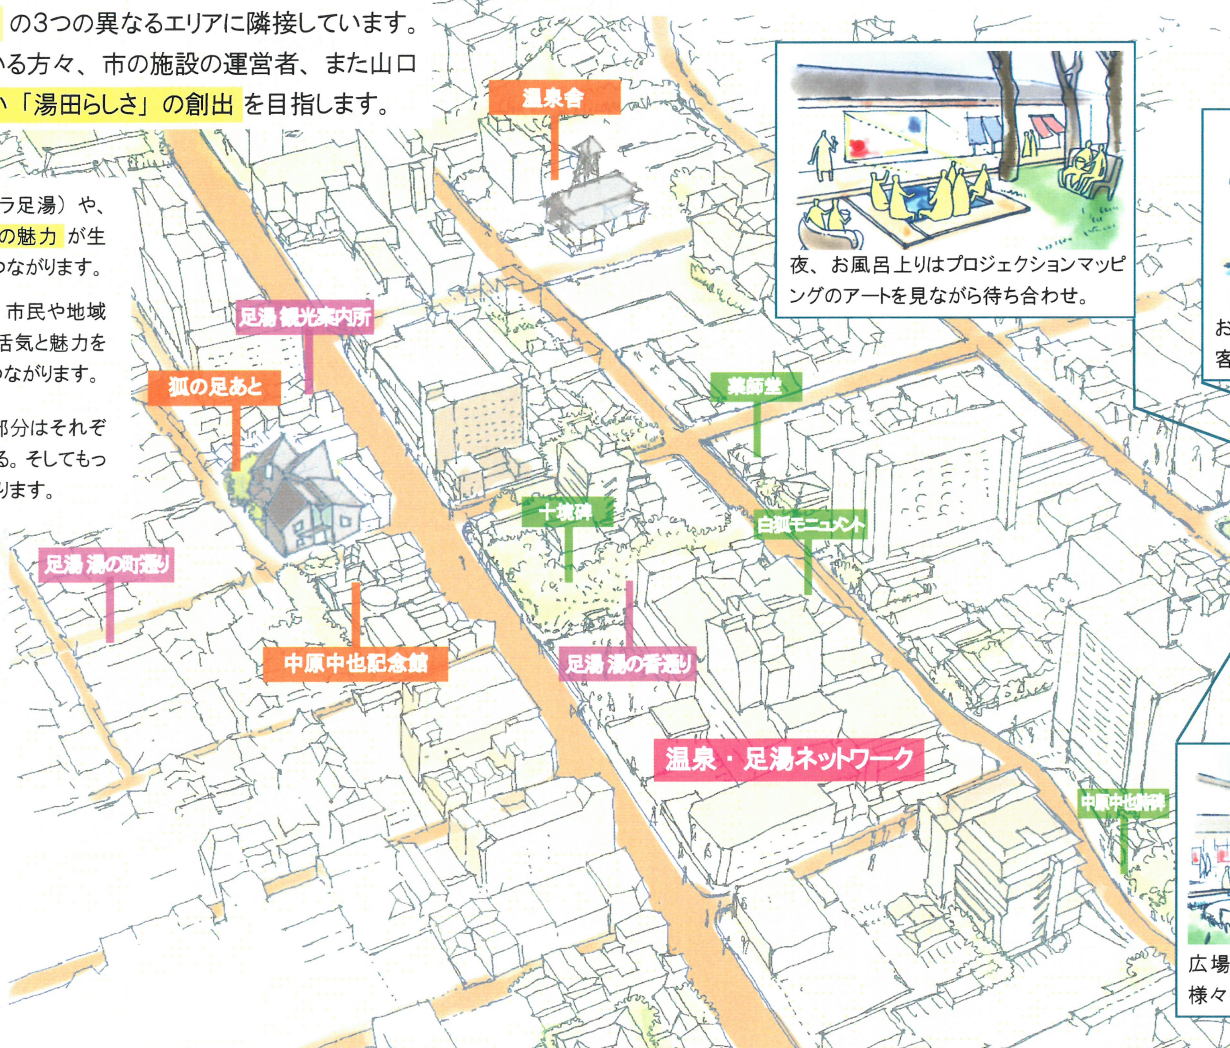 の3つの異なるエリアに隣接しています。
いる方々、市の施設の運営者、また山口
い「湯田らしさ」の創出 を目指します。
ラ足湯）や、
の魅力 が生
つながります。
市民や地域
活気と魅力を
つながります。
部分はそれぞ
る。そしてもっ
ります。
温泉舎
夜、お風呂上りはプロジェクションマッピ
ングのアートを見ながら待ち合わせ。
お
客
足湯 観光案内所
狐の足あと
薬師堂
十境碑
白狐モニュメント
足湯 湯の町通り
中原中也記念館
足湯 湯の香通り
温泉・足湯ネットワーク
中原中也詩碑
広場
様々